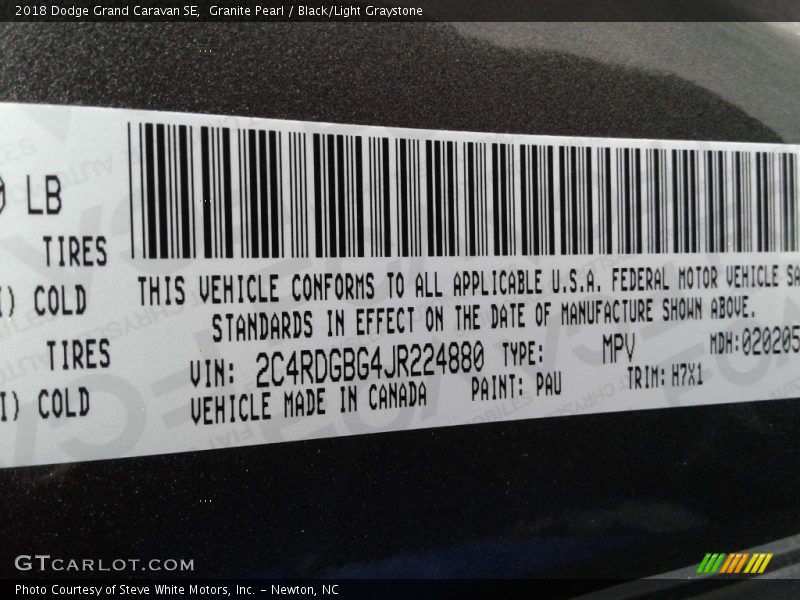 2018 Dodge Grand Caravan SE, Granite Pearl / Black/Light Graystone
LB
TIRES
COLD
TIRES
COLD
THIS VEHICLE CONFORMS TO ALL APPLICABLE U.S.A. FEDERAL MOTOR VEHICLE SA
STANDARDS IN EFFECT ON THE DATE OF MANUFACTURE SHOWN ABOVE.
VIN: 2C4RDGBG4JR224880 TYPE: MPV MDH:020205
VEHICLE MADE IN CANADA PAINT: PAU TRIM: H7X1
GTCARLOT.COM
Photo Courtesy of Steve White Motors, Inc. – Newton, NC